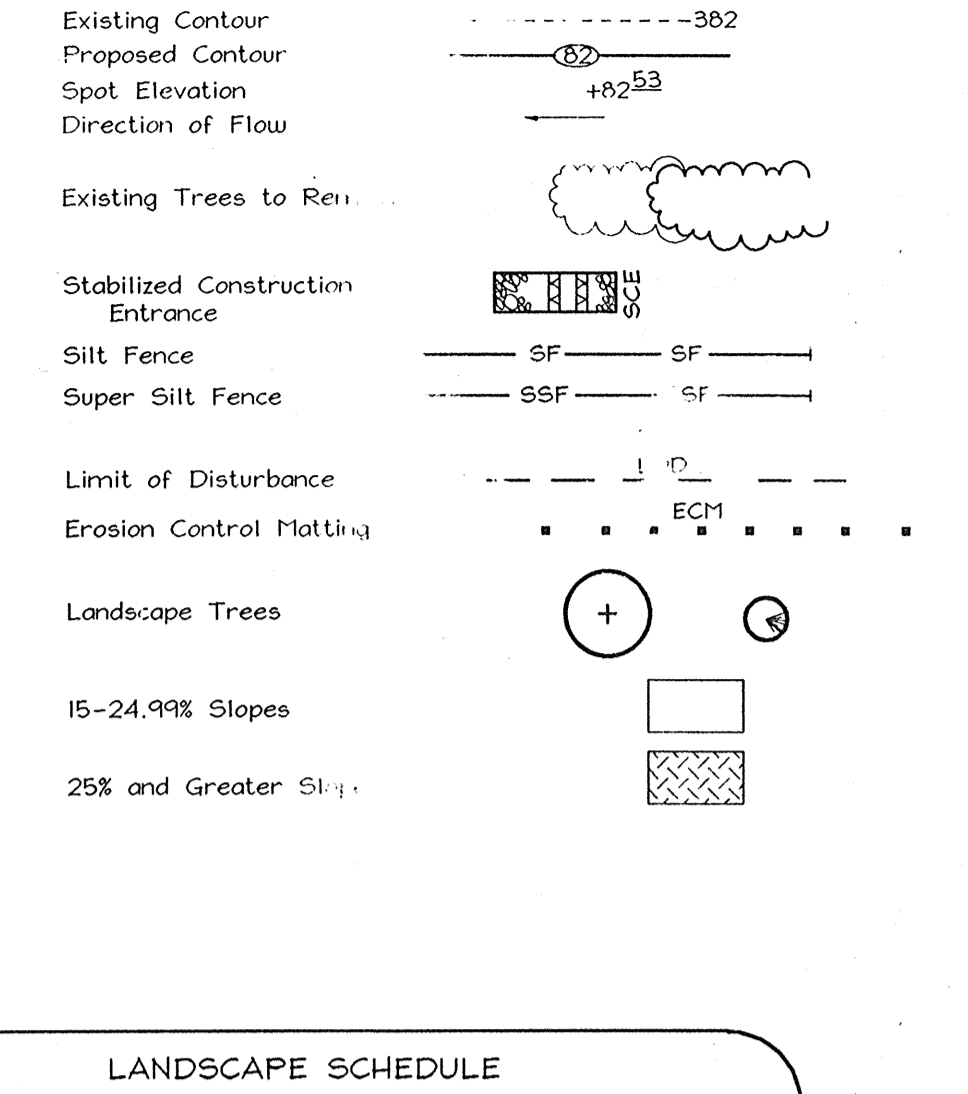 Existing Contour 382
Proposed Contour 82
Spot Elevation +82 53
Direction of Flow
Existing Trees to
Stabilized Construction
Entrance SCE
Silt Fence SF SF
Super Silt Fence SSF SF
Limit of Disturbance
ECM
Erosion Control Matting
Landscape Trees
15-24.99% Slopes
25% and Greater
LANDSCAPE SCHEDULE